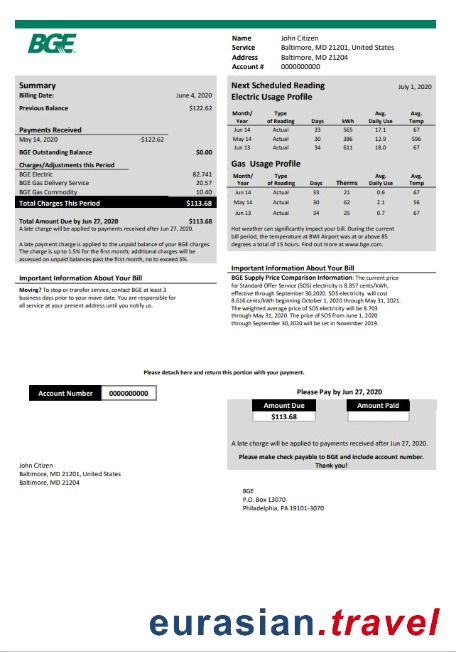 BGE
Name John Citizen
Service Baltimore, MD 21201, United States
Address Baltimore, MD 21204
Account # 0000000000
Summary
Billing Date: June 4, 2020
Previous Balance $122.62
Payments Received
May 14, 2020 -$122.62
BGE Outstanding Balance $0.00
Charges/Adjustments this Period
BGE Electric 82.741
BGE Gas Delivery Service 20.57
BGE Gas Commodity 10.40
Total Charges This Period $113.68
Total Amount Due by Jun 27, 2020 $113.68
A late charge will be applied to payments received after Jun 27, 2020.
A late payment charge is applied to the unpaid balance of your BGE charges.
The charge is up to 1.5% for the first month; additional charges will be
assessed on unpaid balances past the first month, no to exceed 5%.
Important Information About Your Bill
Moving? To stop or transfer service, contact BGE at least 3
business days prior to your move date. You are responsible for
all service at your present address until you notify us.
Next Scheduled Reading July 1, 2020
Electric Usage Profile
Month/ Type Avg. Avg.
Year of Reading Days kWh Daily Use Temp
Jun 14 Actual 33 565 17.1 67
May 14 Actual 30 386 12.9 596
Jun 13 Actual 34 611 18.0 67
Gas Usage Profile
Month/ Type Avg. Avg.
Year of Reading Days Therms Daily Use Temp
Jun 14 Actual 33 21 0.6 67
May 14 Actual 30 62 2.1 56
Jun 13 Actual 34 25 0.7 67
Hot weather can significantly impact your bill. During the current
bill period, the temperature at BWI Airport was at or above 85
degrees a total of 15 hours. Find out more at www.bge.com.
Important Information About Your Bill
BGE Supply Price Comparison Information: The current price
for Standard Offer Service (SOS) electricity is 8.857 cents/kWh,
effective through September 30,2020. SOS electricity will cost
8.616 cents/kWh beginning October 1, 2020 through May 31, 2021.
The weighted average price of SOS electricity will be 8.703
through May 31, 2020. The price of SOS from June 1, 2020
through September 30,2020 will be set in November 2019.
Please detach here and return this portion with your payment.
Account Number 0000000000
Please Pay by Jun 27, 2020
Amount Due Amount Paid
$113.68
A late charge will be applied to payments received after Jun 27, 2020.
Please make check payable to BGE and include account number.
Thank you!
John Citizen
Baltimore, MD 21201, United States
Baltimore, MD 21204
BGE
P.O. Box 13070
Philadelphia, PA 19101-3070
eurasian.travel